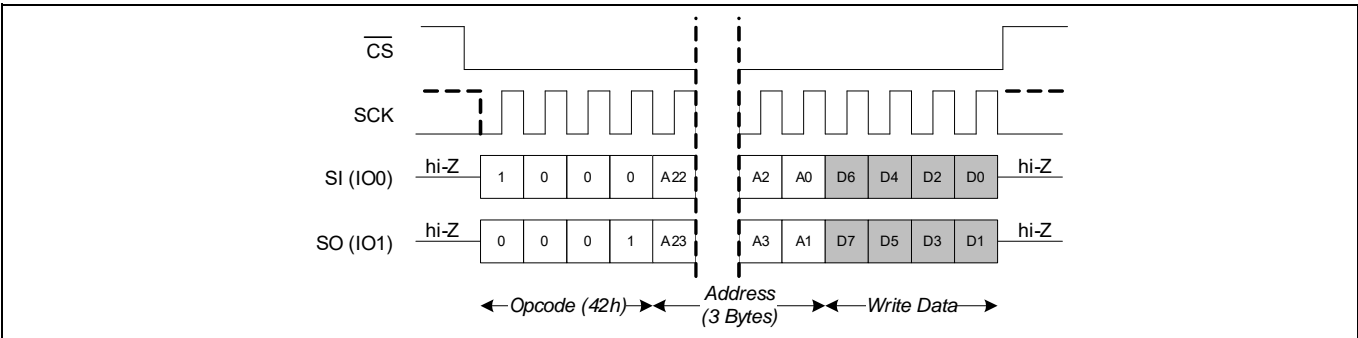 CS
SCK
SI (IO0) hi-Z 1 0 0 0 A22 A2 A0 D6 D4 D2 D0 hi-Z
SO (IO1) hi-Z 0 0 0 1 A23 A3 A1 D7 D5 D3 D1 hi-Z
Opcode (42h) Address Write Data
(3 Bytes)